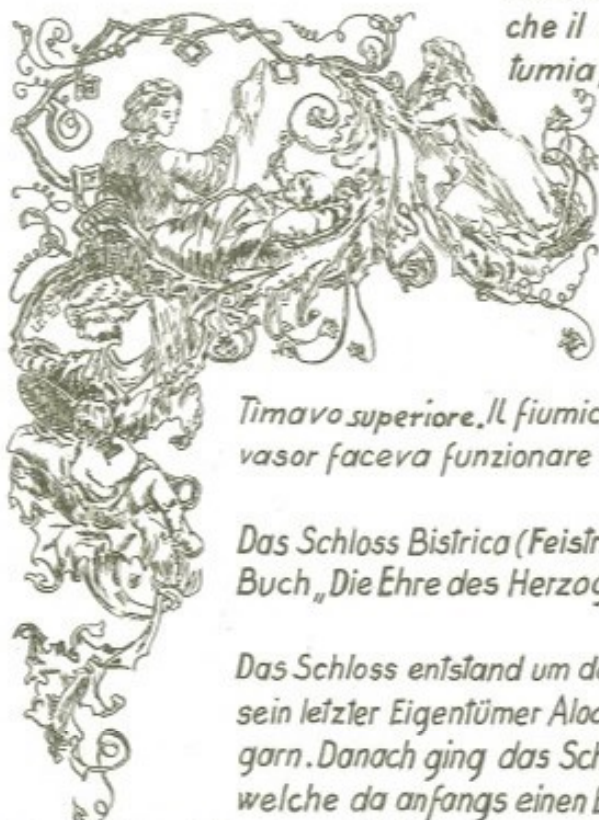 che il
tumia,
Timavo superiore. Il fiumic
vasor faceva funzionare
Das Schloss Bistrica (Feistr
Buch „Die Ehre des Herzog
Das Schloss entstand um d
sein letzter Eigentümer Aloc
garn. Danach ging das Sch
welche da anfangs einen